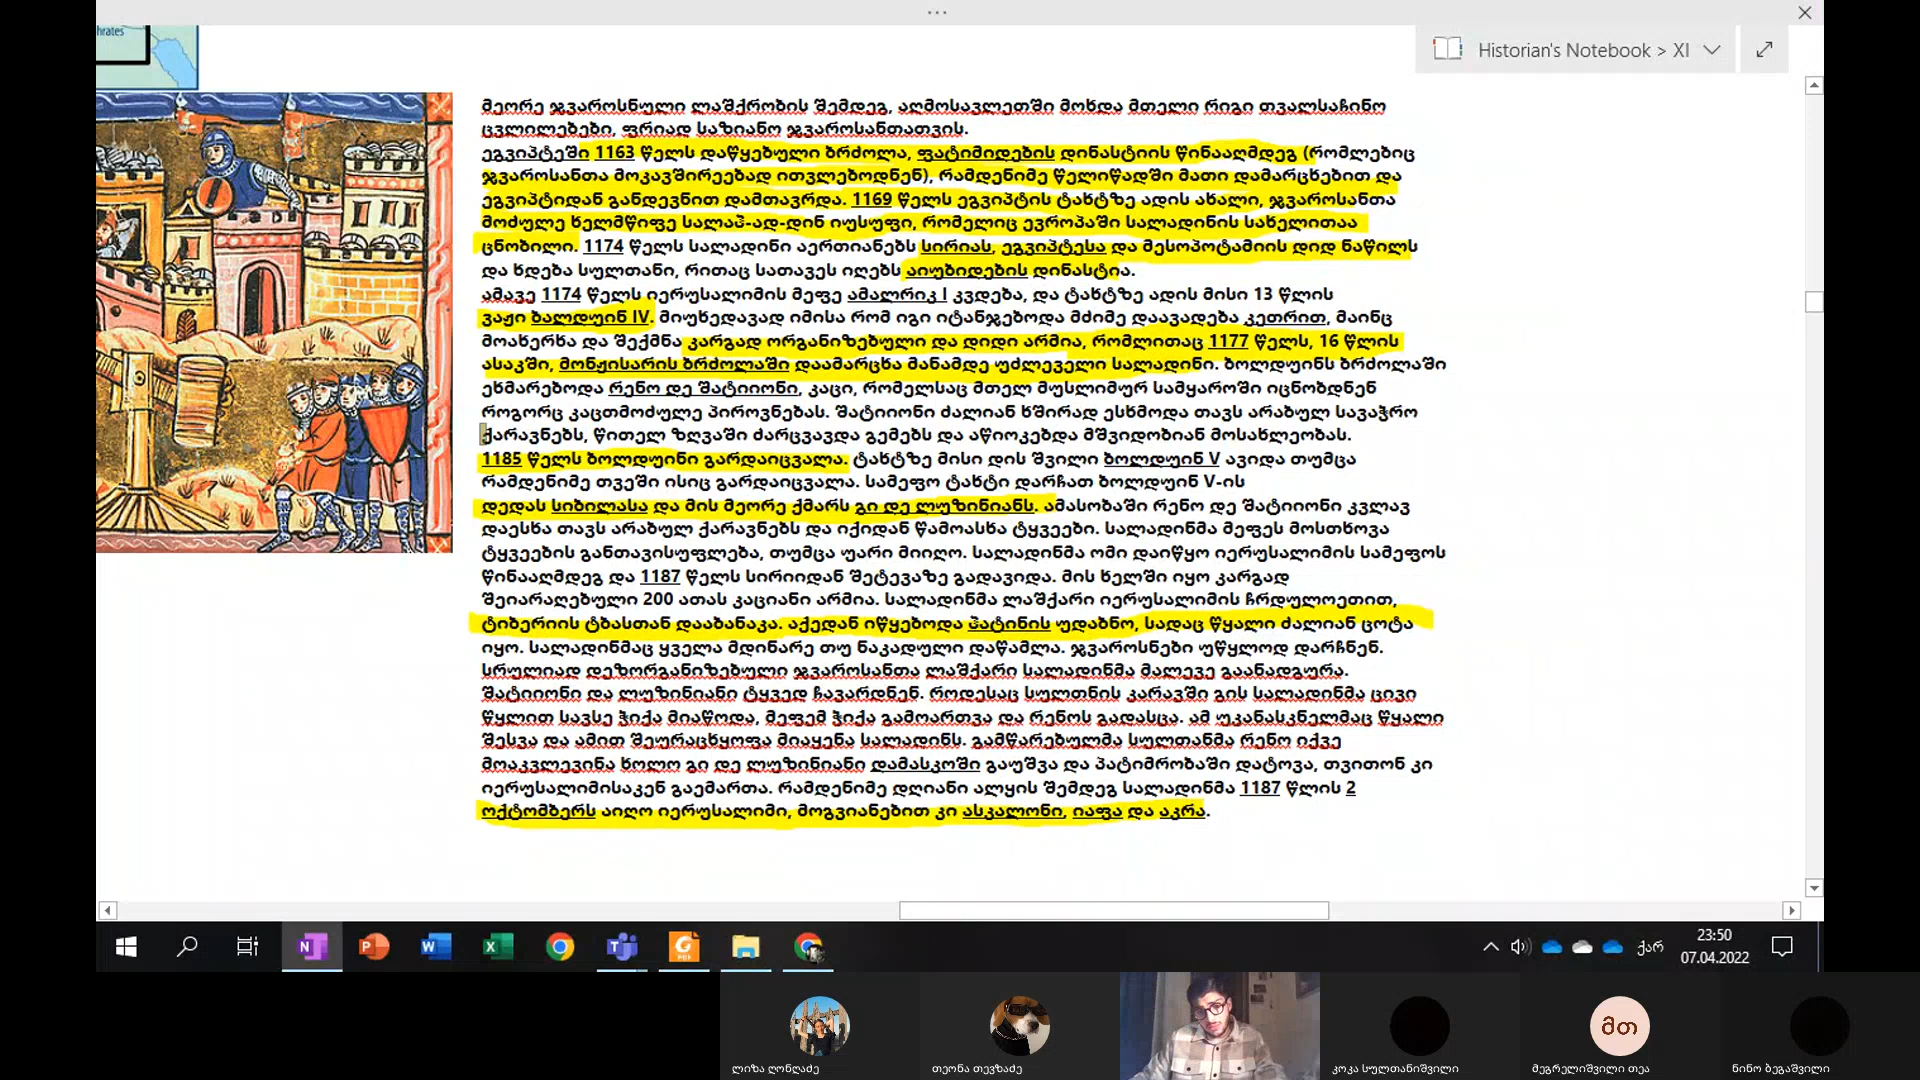 hrates
Historian's Notebook > XI
მეორე ჯვაროსნული ლაშქრობის შემდეგ, აღმოსავლეთში მოხდა მთელი რიგი თვალსაჩინო
ცვლილებები, ფრიად საზიანო ჯვაროსანთათვის.
ეგვიპტეში 1163 წელს დაწყებული ბრძოლა, ფატიმიდების დინასტიის წინააღმდეგ (რომლებიც
ჯვაროსანთა მოკავშირეებად ითვლებოდნენ), რამდენიმე წელიწადში მათი დამარცხებით და
ეგვიპტიდან განდევნით დამთავრდა. 1169 წელს ეგვიპტის ტახტზე ადის ახალი, ჯვაროსანთა
მოძულე ხელმწიფე სალაჰ-ად-დინ იუსუფი, რომელიც ევროპაში სალადინის სახელითაა
ცნობილი. 1174 წელს სალადინი აერთიანებს სირიას, ეგვიპტესა და მესოპოტამიის დიდ ნაწილს
და ხდება სულთანი, რითაც სათავეს იღებს აიუბიდების დინასტია.
ამავე 1174 წელს იერუსალიმის მეფე ამალრიკ I კვდება, და ტახტზე ადის მისი 13 წლის
ვაჟი ბალდუინ IV. მიუხედავად იმისა რომ იგი იტანჯებოდა მძიმე დაავადება კეთრით, მაინც
მოახერხა და შექმნა კარგად ორგანიზებული და დიდი არმია, რომლითაც 1177 წელს, 16 წლის
ასაკში, მონჟისარის ბრძოლაში დაამარცხა მანამდე უძლეველი სალადინი. ბოლდუინს ბრძოლაში
ეხმარებოდა რენო დე შატიიონი, კაცი, რომელსაც მთელ მუსლიმურ სამყაროში იცნობდნენ
როგორც კაცთმოძულე პიროვნებას. შატიიონი ძალიან ხშირად ესხმოდა თავს არაბულ სავაჭრო
ქარავნებს, წითელ ზღვაში ძარცვავდა გემებს და აწიოკებდა მშვიდობიან მოსახლეობას.
1185 წელს ბოლდუინი გარდაიცვალა. ტახტზე მისი დის შვილი ბოლდუინ V ავიდა თუმცა
რამდენიმე თვეში ისიც გარდაიცვალა. სამეფო ტახტი დარჩათ ბოლდუინ V-ის
დედას სიბილასა და მის მეორე ქმარს გი დე ლუზინიანს. ამასობაში რენო დე შატიიონი კვლავ
დაესხა თავს არაბულ ქარავნებს და იქიდან წამოასხა ტყვეები. სალადინმა მეფეს მოსთხოვა
ტყვეების განთავისუფლება, თუმცა უარი მიიღო. სალადინმა ომი დაიწყო იერუსალიმის სამეფოს
წინააღმდეგ და 1187 წელს სირიიდან შეტევაზე გადავიდა. მის ხელში იყო კარგად
შეიარაღებული 200 ათას კაციანი არმია. სალადინმა ლაშქარი იერუსალიმის ჩრდულოეთით,
ტიბერიის ტბასთან დააბანაკა. აქედან იწყებოდა ჰატინის უდაბნო, სადაც წყალი ძალიან ცოტა
იყო. სალადინმაც ყველა მდინარე თუ ნაკადული დაწამლა. ჯვაროსნები უწყლოდ დარჩნენ.
სრულიად დეზორგანიზებული ჯვაროსანთა ლაშქარი სალადინმა მალევე გაანადგურა.
შატიიონი და ლუზინიანი ტყვედ ჩავარდნენ. როდესაც სულთნის კარავში გის სალადინმა ცივი
წყლით სავსე ჭიქა მიაწოდა, მეფემ ჭიქა გამოართვა და რენოს გადასცა. ამ უკანასკნელმაც წყალი
შესვა და ამით შეურაცხყოფა მიაყენა სალადინს. გამწარებულმა სულთანმა რენო იქვე
მოაკვლევინა ხოლო გი დე ლუზინიანი დამასკოში გაუშვა და პატიმრობაში დატოვა, თვითონ კი
იერუსალიმისაკენ გაემართა. რამდენიმე დღიანი ალყის შემდეგ სალადინმა 1187 წლის 2
ოქტომბერს აიღო იერუსალიმი, მოგვიანებით კი ასკალონი, იაფა და აკრა.
ქარ
23:50
07.04.2022
ლიზა ღონღაძე
თეონა თევზაძე
კოკა სულთანიშვილი
მთ
მეგრელიშვილი თეა
ნინო ბეგაშვილი